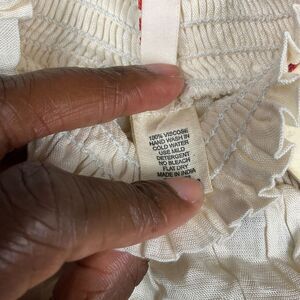 100% VISCOSE
HAND WASH IN
COLD WATER
USE MILD
DETERGENT
NO BLEACH
FLAT DRY
MADE IN INDIA